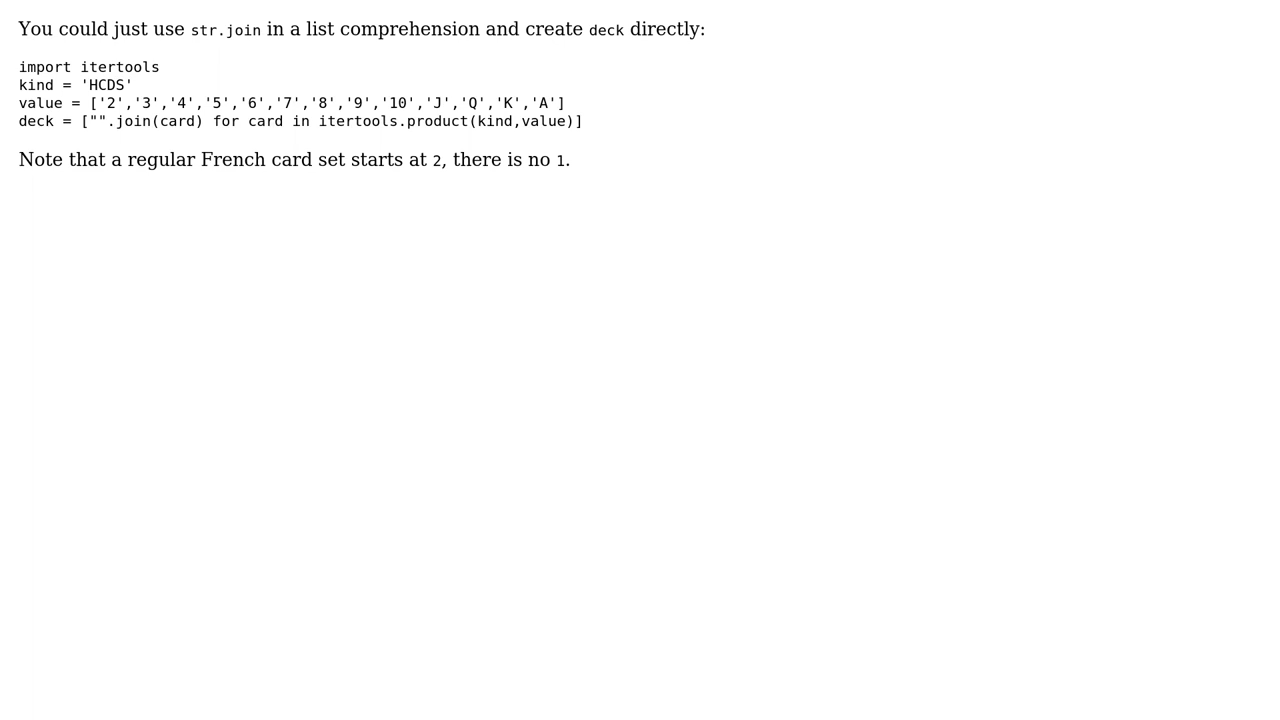 You could just use str.join in a list comprehension and create deck directly:
import itertools
kind = 'HCDS'
value = ['2','3','4','5','6','7','8','9','10','J','Q','K','A']
deck = ["".join(card) for card in itertools.product(kind,value)]
Note that a regular French card set starts at 2, there is no 1.